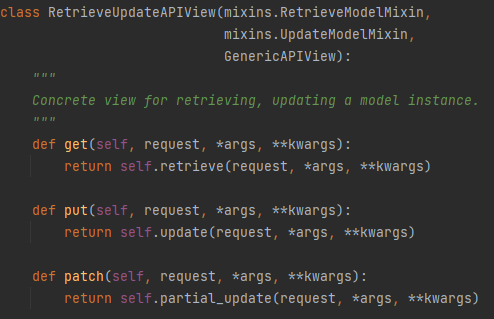 class RetrieveUpdateAPIView(mixins.RetrieveModelMixin,
                            mixins.UpdateModelMixin,
                            GenericAPIView):
    """
    Concrete view for retrieving, updating a model instance.
    """
    def get(self, request, *args, **kwargs):
        return self.retrieve(request, *args, **kwargs)

    def put(self, request, *args, **kwargs):
        return self.update(request, *args, **kwargs)

    def patch(self, request, *args, **kwargs):
        return self.partial_update(request, *args, **kwargs)